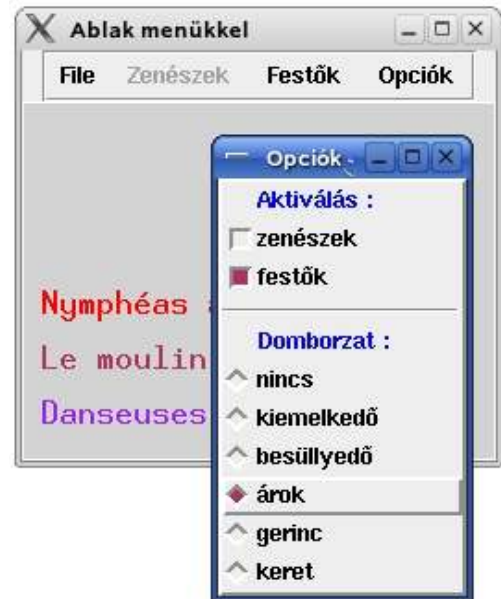 Ablak menükkel
File Zenészek Festők Opciók
Opciók
Aktiválás :
zenészek
festők
Nymphéas
Domborzat :
Le moulin
nincs
Danseuses
kiemelkedő
besüllyedő
árok
gerinc
keret